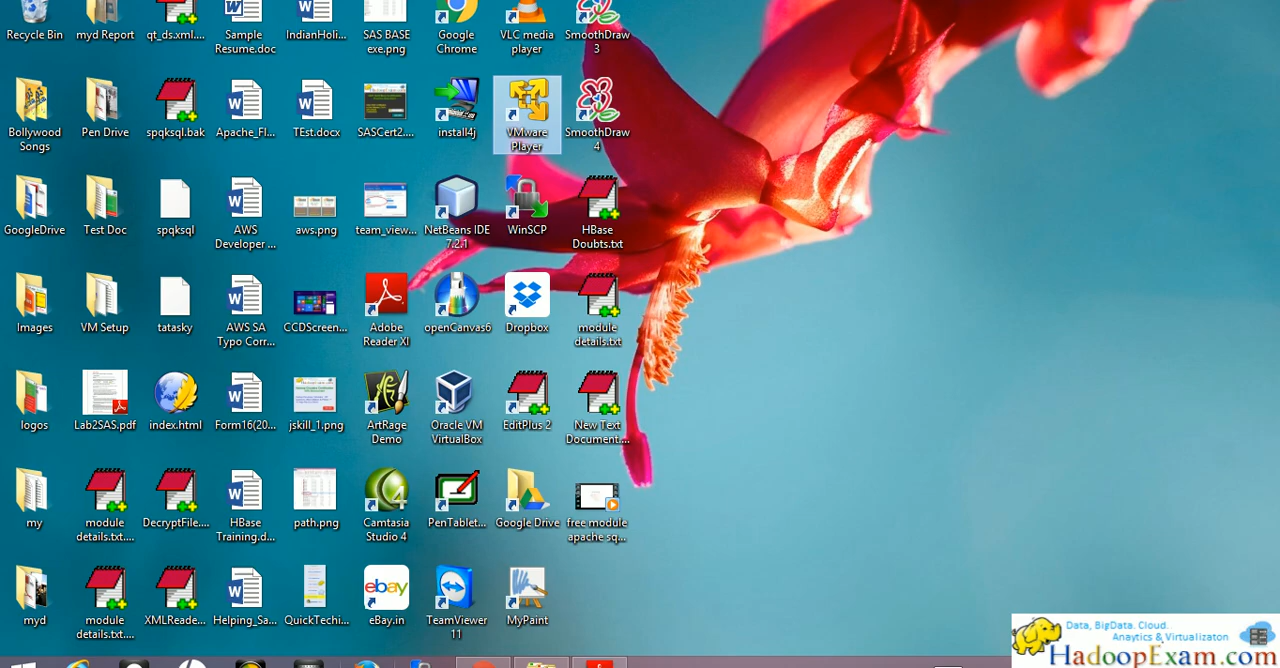 Recycle Bin
myd Report
qt_ds.xml....
Sample
Resume.doc
IndianHoli...
SAS BASE
exe.png
Google
Chrome
VLC media
player
SmoothDraw
3
Bollywood
Songs
Pen Drive
spqksql.bak
Apache_Fl...
TEst.docx
SASCert2....
install4j
VMware
Player
SmoothDraw
4
GoogleDrive
Test Doc
spqksql
AWS
Developer ...
aws.png
team_view...
NetBeans IDE
7.2.1
WinSCP
HBase
Doubts.txt
Images
VM Setup
tatasky
AWS SA
Typo Corr...
CCDScreen...
Adobe
Reader XI
openCanvas6
Dropbox
module
details.txt
logos
Lab2SAS.pdf
index.html
Form16(20...
jskill_1.png
ArtRage
Demo
Oracle VM
VirtualBox
EditPlus 2
New Text
Document....
my
module
details.txt....
DecryptFile....
HBase
Training.d...
path.png
Camtasia
Studio 4
PenTablet...
Google Drive
free module
apache sq...
myd
module
details.txt....
XMLReade...
Helping_Sa...
QuickTechi...
eBay.in
TeamViewer
11
MyPaint
Data, BigData. Cloud.
Anaytics & Virtualizaton
HadoopExam.com